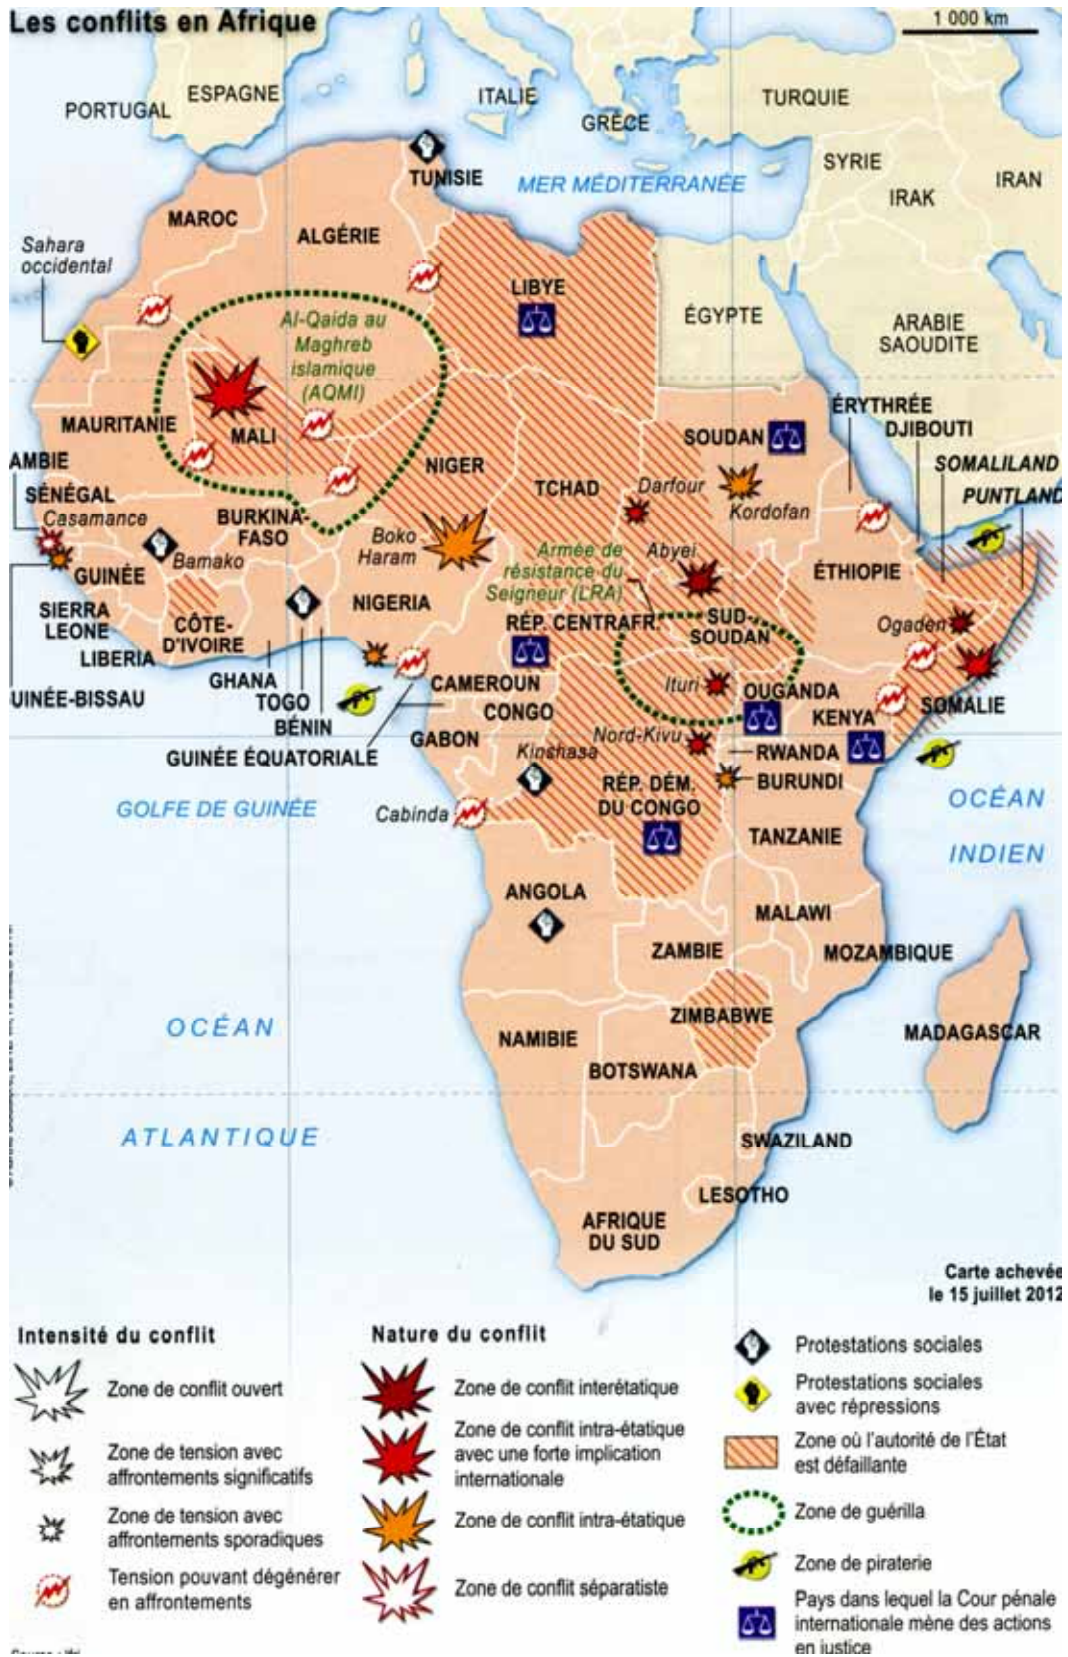 Les conflits en Afrique
1 000 km
PORTUGAL
ESPAGNE
ITALIE
GRÈCE
TURQUIE
SYRIE
IRAK
IRAN
TUNISIE
MER MÉDITERRANÉE
MAROC
ALGÉRIE
Sahara
occidental
LIBYE
ÉGYPTE
ARABIE
SAOUDITE
Al-Qaida au
Maghreb
islamique
(AQMI)
MAURITANIE
MALI
NIGER
TCHAD
SOUDAN
ÉRYTHRÉE
DJIBOUTI
SOMALILAND
PUNTLAND
AMBIE
SÉNÉGAL
Casamance
Bamako
BURKINA-
FASO
Boko
Haram
Darfour
Kordofan
Abyei
Armée de
résistance du
Seigneur (LRA)
ÉTHIOPIE
GUINÉE
NIGERIA
SIERRA
LEONE
CÔTE-
D'IVOIRE
RÉP. CENTRAFR.
SUD-
SOUDAN
Ogaden
LIBERIA
GHANA
TOGO
BÉNIN
UINÉE-BISSAU
CAMEROUN
CONGO
GABON
GUINÉE ÉQUATORIALE
Ituri
OUGANDA
KENYA
SOMALIE
Kinshasa
Nord-Kivu
RWANDA
BURUNDI
RÉP. DÉM.
DU CONGO
GOLFE DE GUINÉE
Cabinda
TANZANIE
OCÉAN
INDIEN
ANGOLA
MALAWI
ZAMBIE
MOZAMBIQUE
OCÉAN
ATLANTIQUE
NAMIBIE
ZIMBABWE
BOTSWANA
MADAGASCAR
SWAZILAND
LESOTHO
AFRIQUE
DU SUD
Carte achevée
le 15 juillet 2012
Intensité du conflit
Zone de conflit ouvert
Zone de tension avec
affrontements significatifs
Zone de tension avec
affrontements sporadiques
Tension pouvant dégénérer
en affrontements
Nature du conflit
Zone de conflit interétatique
Zone de conflit intra-étatique
avec une forte implication
internationale
Zone de conflit intra-étatique
Zone de conflit séparatiste
Protestations sociales
Protestations sociales
avec répressions
Zone où l'autorité de l'État
est défaillante
Zone de guérilla
Zone de piraterie
Pays dans lequel la Cour pénale
internationale mène des actions
en justice